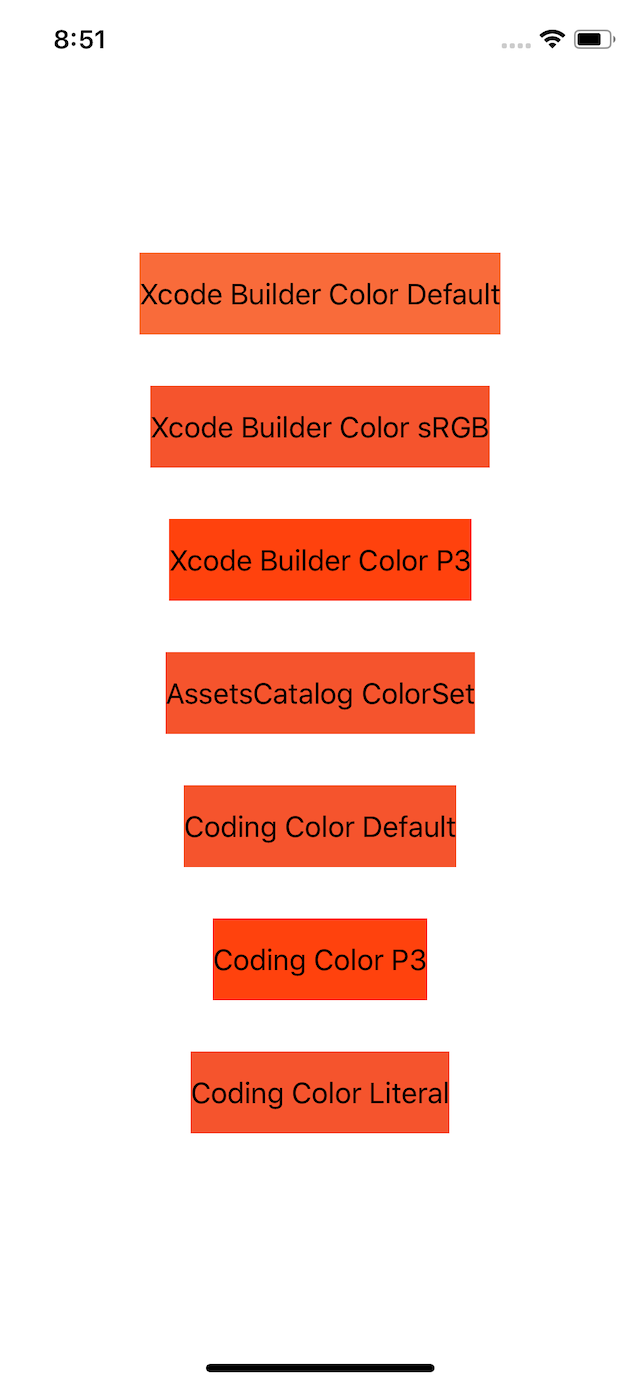 8:51
Xcode Builder Color Default
Xcode Builder Color sRGB
Xcode Builder Color P3
AssetsCatalog ColorSet
Coding Color Default
Coding Color P3
Coding Color Literal